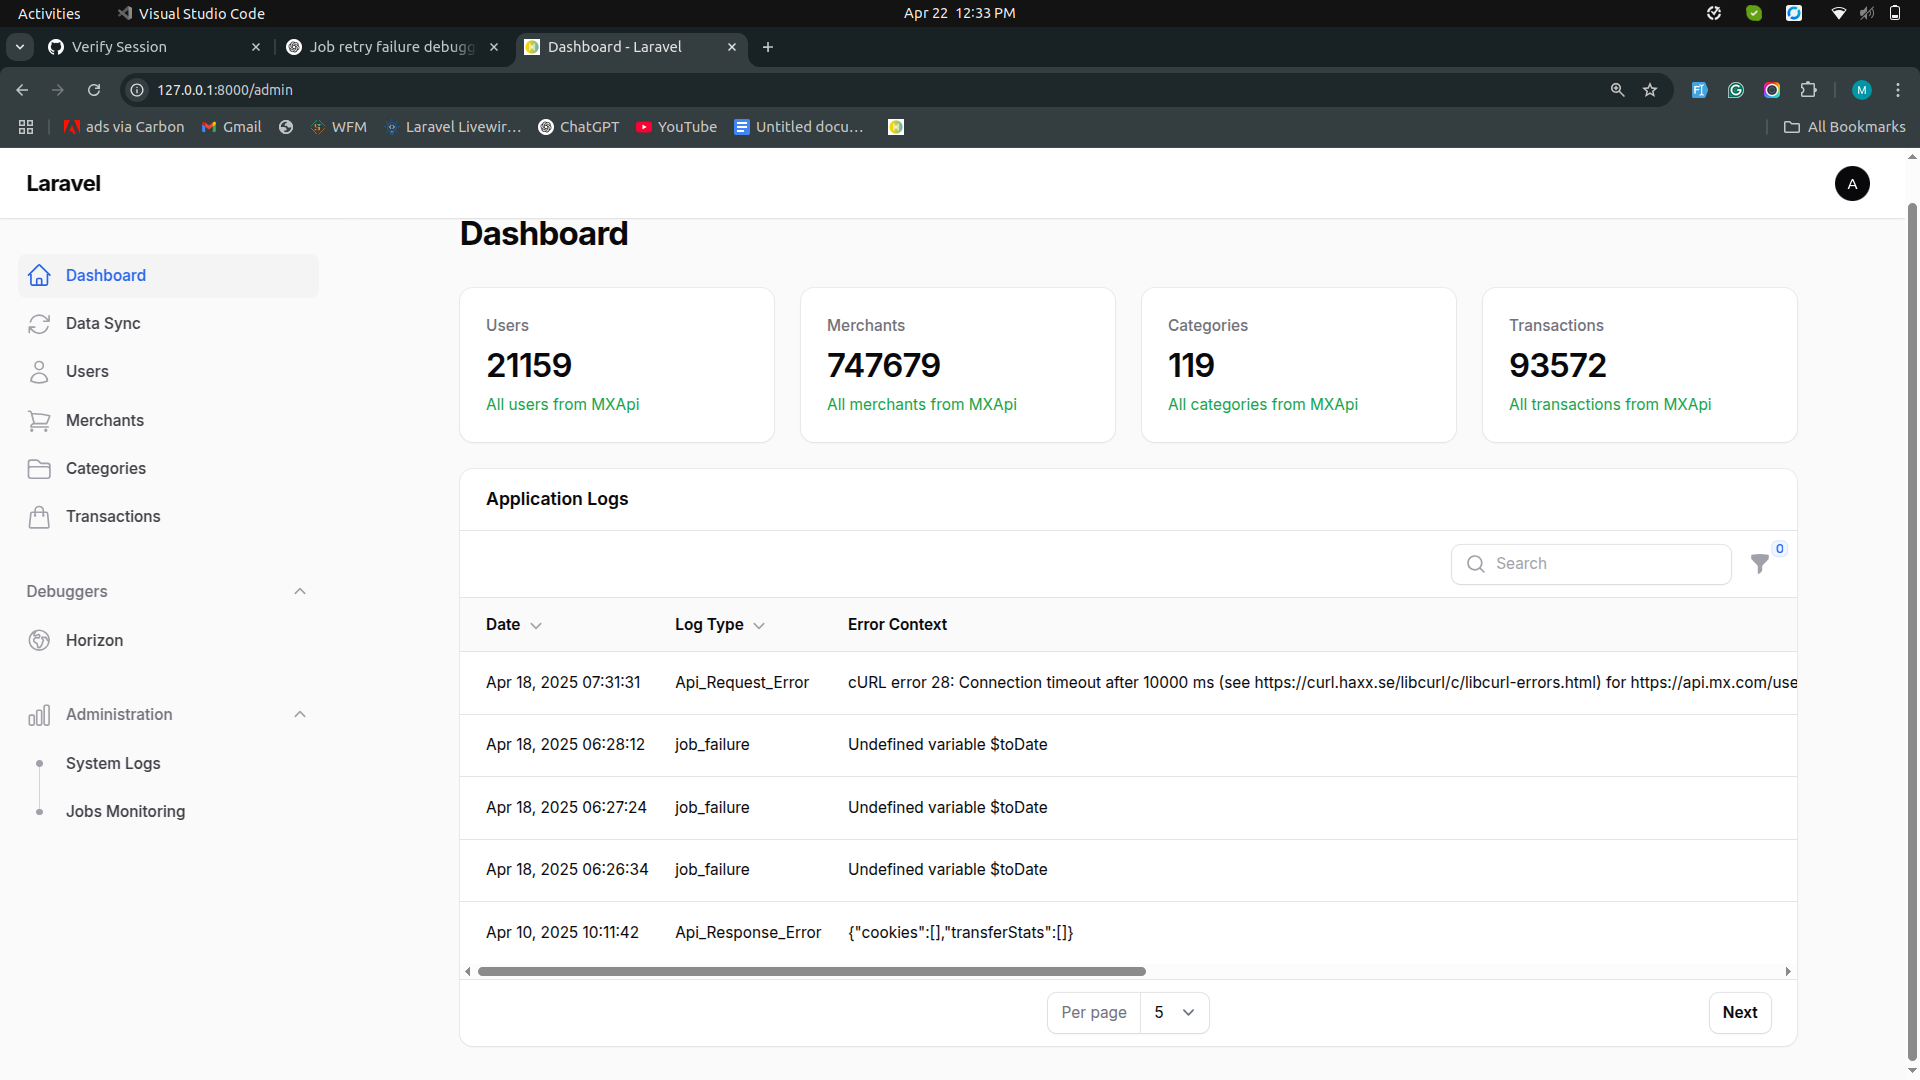 Activities
Visual Studio Code
Apr 22 12:33 PM
Verify Session
Job retry failure debugg
Dashboard - Laravel
127.0.0.1:8000/admin
M
ads via Carbon
Gmail
WFM
Laravel Livewir...
ChatGPT
YouTube
Untitled docu...
All Bookmarks
Laravel
A
Dashboard
Dashboard
Data Sync
Users
Merchants
Categories
Transactions
Debuggers
Horizon
Administration
System Logs
Jobs Monitoring
Users
21159
All users from MXApi
Merchants
747679
All merchants from MXApi
Categories
119
All categories from MXApi
Transactions
93572
All transactions from MXApi
Application Logs
Search
0
Date Log Type Error Context
Apr 18, 2025 07:31:31 Api_Request_Error cURL error 28: Connection timeout after 10000 ms (see https://curl.haxx.se/libcurl/c/libcurl-errors.html) for https://api.mx.com/use
Apr 18, 2025 06:28:12 job_failure Undefined variable $toDate
Apr 18, 2025 06:27:24 job_failure Undefined variable $toDate
Apr 18, 2025 06:26:34 job_failure Undefined variable $toDate
Apr 10, 2025 10:11:42 Api_Response_Error {"cookies":[],"transferStats":[]}
Per page 5
Next